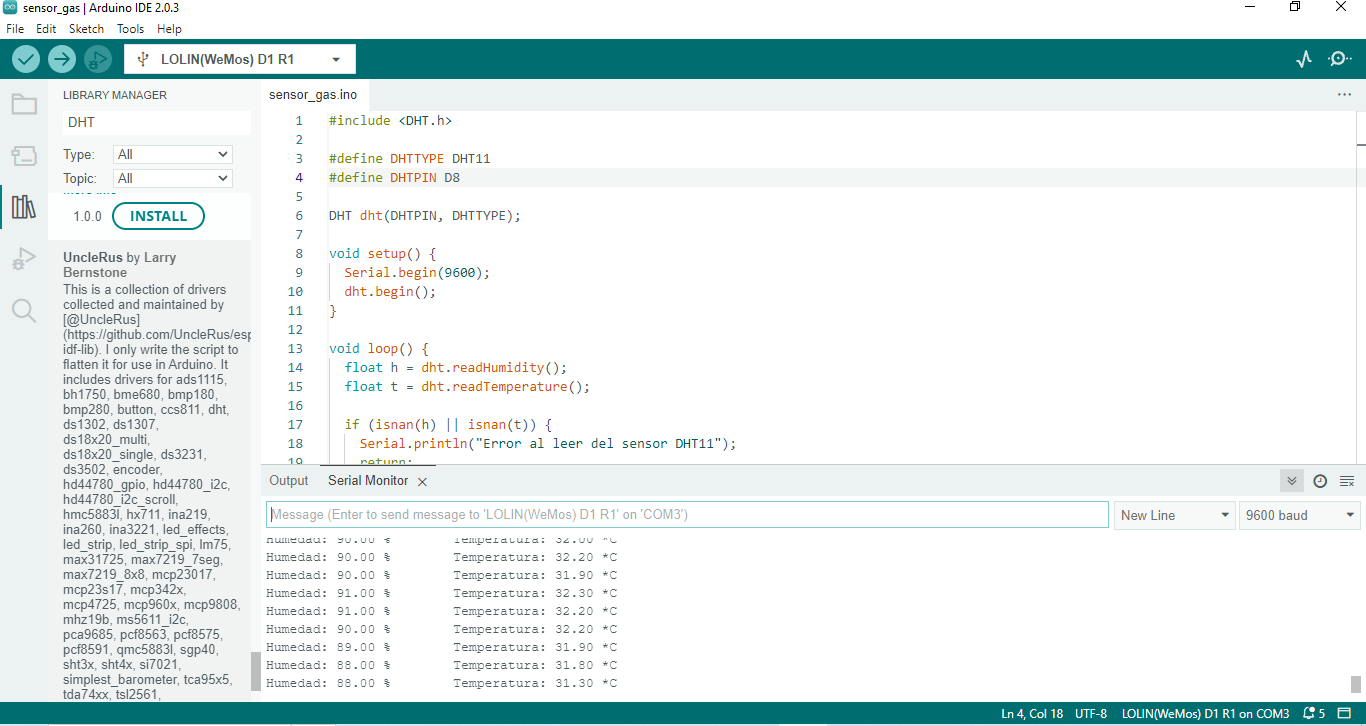 sensor_gas | Arduino IDE 2.0.3
File Edit Sketch Tools Help
LOLIN(WeMos) D1 R1
LIBRARY MANAGER
DHT
Type: All
Topic: All
More info
1.0.0 INSTALL
UncleRus by Larry
Bernstone
This is a collection of drivers
collected and maintained by
[@UncleRus]
(https://github.com/UncleRus/esp
idf-lib). I only write the script to
flatten it for use in Arduino. It
includes drivers for ads1115,
bh1750, bme680, bmp180,
bmp280, button, ccs811, dht,
ds1302, ds1307,
ds18x20_multi,
ds18x20_single, ds3231,
ds3502, encoder,
hd44780_gpio, hd44780_i2c,
hd44780_i2c_scroll,
hmc5883l, hx711, ina219,
ina260, ina3221, led_effects,
led_strip, led_strip_spi, lm75,
max31725, max7219_7seg,
max7219_8x8, mcp23017,
mcp23s17, mcp342x,
mcp4725, mcp960x, mcp9808,
mhz19b, ms5611_i2c,
pca9685, pcf8563, pcf8575,
pcf8591, qmc5883l, sgp40,
sht3x, sht4x, si7021,
simplest_barometer, tca95x5,
tda74xx, tsl2561,
sensor_gas.ino
1 #include <DHT.h>
2
3 #define DHTTYPE DHT11
4 #define DHTPIN D8
5
6 DHT dht(DHTPIN, DHTTYPE);
7
8 void setup() {
9 Serial.begin(9600);
10 dht.begin();
11 }
12
13 void loop() {
14 float h = dht.readHumidity();
15 float t = dht.readTemperature();
16
17 if (isnan(h) || isnan(t)) {
18 Serial.println("Error al leer del sensor DHT11");
19 return;
Output Serial Monitor
Message (Enter to send message to 'LOLIN(WeMos) D1 R1' on 'COM3')
New Line
9600 baud
Humedad: 90.00 % Temperatura: 32.00 *C
Humedad: 90.00 % Temperatura: 32.20 *C
Humedad: 90.00 % Temperatura: 31.90 *C
Humedad: 91.00 % Temperatura: 32.30 *C
Humedad: 91.00 % Temperatura: 32.20 *C
Humedad: 90.00 % Temperatura: 32.20 *C
Humedad: 89.00 % Temperatura: 31.90 *C
Humedad: 88.00 % Temperatura: 31.80 *C
Humedad: 88.00 % Temperatura: 31.30 *C
Ln 4, Col 18 UTF-8 LOLIN(WeMos) D1 R1 on COM3 5